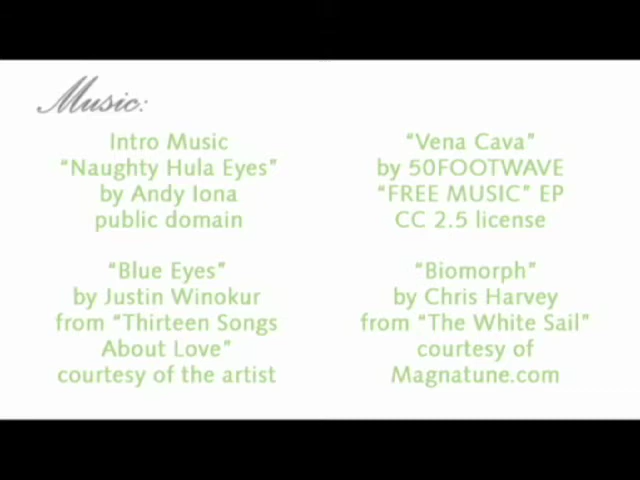 Music:
Intro Music
“Naughty Hula Eyes”
by Andy Iona
public domain
“Vena Cava”
by 50FOOTWAVE
“FREE MUSIC” EP
CC 2.5 license
“Blue Eyes”
by Justin Winokur
from “Thirteen Songs
About Love”
courtesy of the artist
“Biomorph”
by Chris Harvey
from “The White Sail”
courtesy of
Magnatune.com